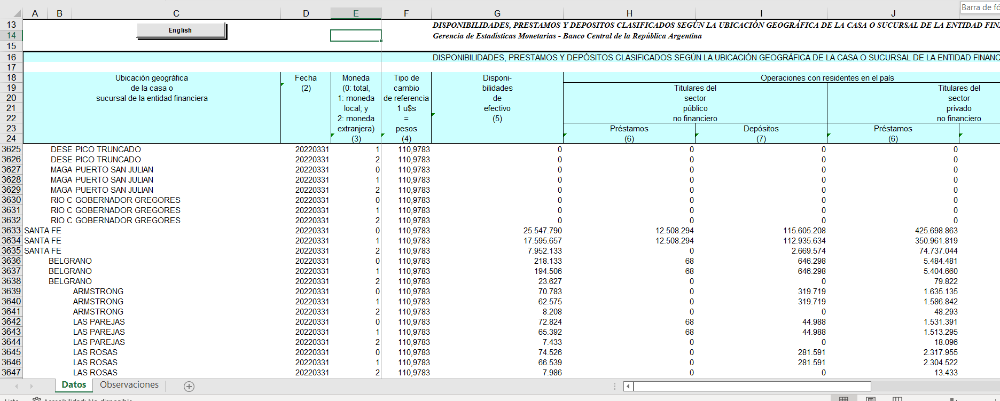 Barra de fó
A B C D E F G H I J
13 English DISPONIBILIDADES, PRESTAMOS Y DEPOSITOS CLASIFICADOS SEGÚN LA UBICACIÓN GEOGRÁFICA DE LA CASA O SUCURSAL DE LA ENTIDAD FIN
14 Gerencia de Estadísticas Monetarias - Banco Central de la República Argentina
15
16 DISPONIBILIDADES, PRESTAMOS Y DEPÓSITOS CLASIFICADOS SEGÚN LA UBICACIÓN GEOGRÁFICA DE LA CASA O SUCURSAL DE LA ENTIDAD FINANC
17
18 Ubicación geográfica Fecha Moneda Tipo de Disponi- Operaciones con residentes en el país
19 de la casa o (2) (0: total, cambio bilidades Titulares del Titulares del
20 sucursal de la entidad financiera 1: moneda de referencia de sector sector
21 local; y 1 u$s efectivo público privado
22 2: moneda = (5) no financiero no financiero
23 extranjera) pesos Préstamos Depósitos Préstamos
24 (3) (4) (6) (7) (6)
3625 DESE PICO TRUNCADO 20220331 1 110,9783 0 0 0 0
3626 DESE PICO TRUNCADO 20220331 2 110,9783 0 0 0 0
3627 MAGA PUERTO SAN JULIAN 20220331 0 110,9783 0 0 0 0
3628 MAGA PUERTO SAN JULIAN 20220331 1 110,9783 0 0 0 0
3629 MAGA PUERTO SAN JULIAN 20220331 2 110,9783 0 0 0 0
3630 RIO C GOBERNADOR GREGORES 20220331 0 110,9783 0 0 0 0
3631 RIO C GOBERNADOR GREGORES 20220331 1 110,9783 0 0 0 0
3632 RIO C GOBERNADOR GREGORES 20220331 2 110,9783 0 0 0 0
3633 SANTA FE 20220331 0 110,9783 25.547.790 12.508.294 115.605.208 425.698.863
3634 SANTA FE 20220331 1 110,9783 17.595.657 12.508.294 112.935.634 350.961.819
3635 SANTA FE 20220331 2 110,9783 7.952.133 0 2.669.574 74.737.044
3636 BELGRANO 20220331 0 110,9783 218.133 68 646.298 5.484.481
3637 BELGRANO 20220331 1 110,9783 194.506 68 646.298 5.404.660
3638 BELGRANO 20220331 2 110,9783 23.627 0 0 79.822
3639 ARMSTRONG 20220331 0 110,9783 70.783 0 319.719 1.635.135
3640 ARMSTRONG 20220331 1 110,9783 62.575 0 319.719 1.586.842
3641 ARMSTRONG 20220331 2 110,9783 8.208 0 0 48.293
3642 LAS PAREJAS 20220331 0 110,9783 72.824 68 44.988 1.531.391
3643 LAS PAREJAS 20220331 1 110,9783 65.392 68 44.988 1.513.295
3644 LAS PAREJAS 20220331 2 110,9783 7.433 0 0 18.096
3645 LAS ROSAS 20220331 0 110,9783 74.526 0 281.591 2.317.955
3646 LAS ROSAS 20220331 1 110,9783 66.539 0 281.591 2.304.522
3647 LAS ROSAS 20220331 2 110,9783 7.986 0 0 13.433
Datos Observaciones